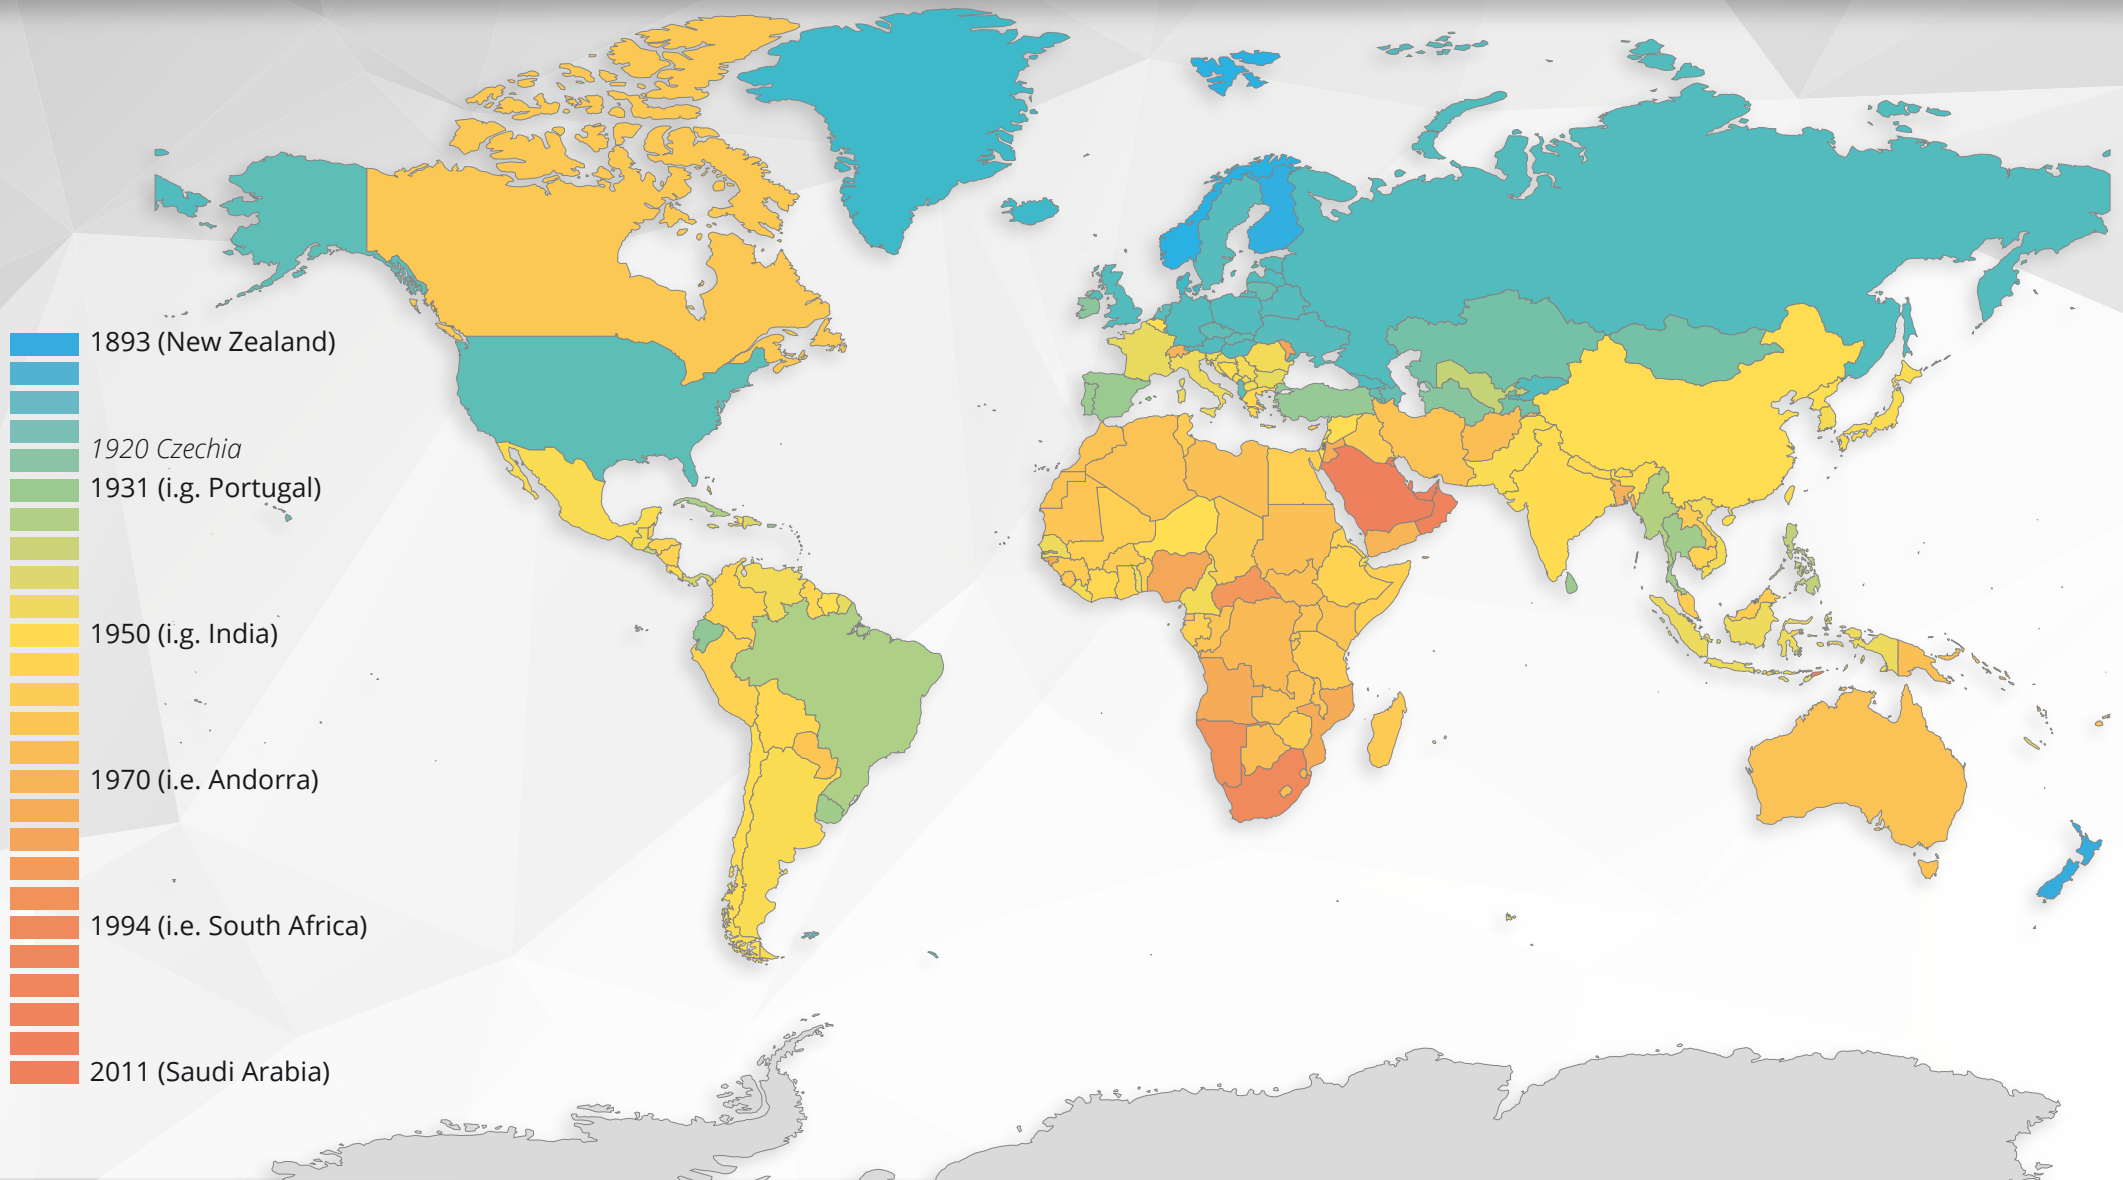 1893 (New Zealand)
1920 Czechia
1931 (i.g. Portugal)
1950 (i.g. India)
1970 (i.e. Andorra)
1994 (i.e. South Africa)
2011 (Saudi Arabia)